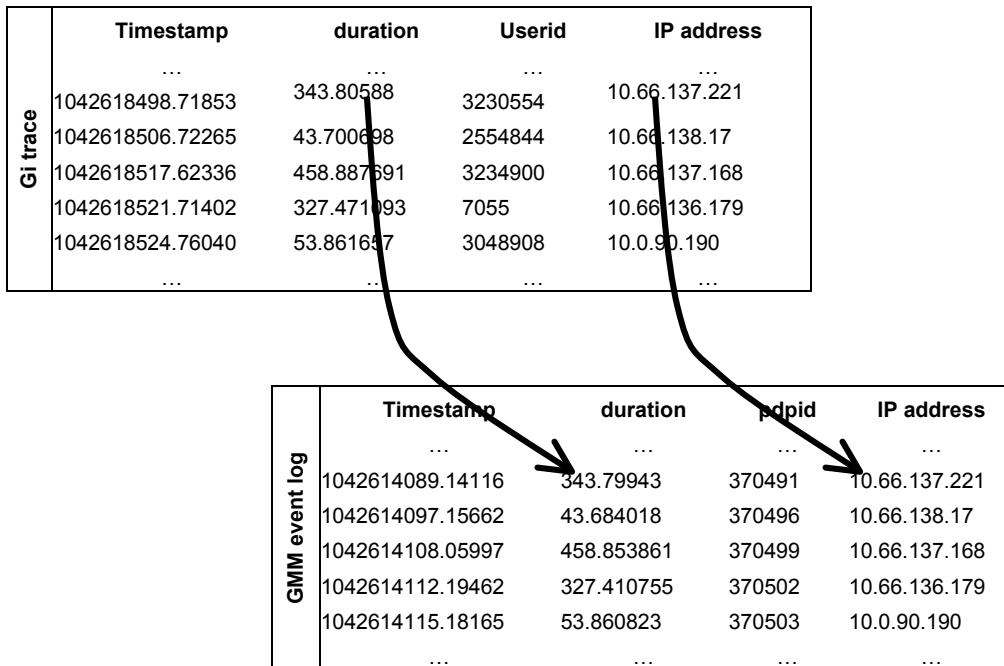 Gi trace
Timestamp duration Userid IP address
… … … …
1042618498.71853 343.80588 3230554 10.66.137.221
1042618506.72265 43.700698 2554844 10.66.138.17
1042618517.62336 458.887691 3234900 10.66.137.168
1042618521.71402 327.471093 7055 10.66.136.179
1042618524.76040 53.861657 3048908 10.0.90.190
… … … …
GMM event log
Timestamp duration pdpid IP address
… … … …
1042614089.14116 343.79943 370491 10.66.137.221
1042614097.15662 43.684018 370496 10.66.138.17
1042614108.05997 458.853861 370499 10.66.137.168
1042614112.19462 327.410755 370502 10.66.136.179
1042614115.18165 53.860823 370503 10.0.90.190
… … … …